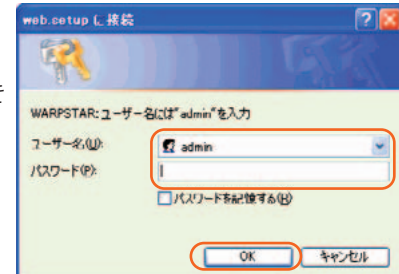 web.setup に接続
を
WARPSTAR:ユーザー名には"admin"を入力
ユーザー名(U):
admin
パスワード(P):
パスワードを記憶する(R)
OK
キャンセル